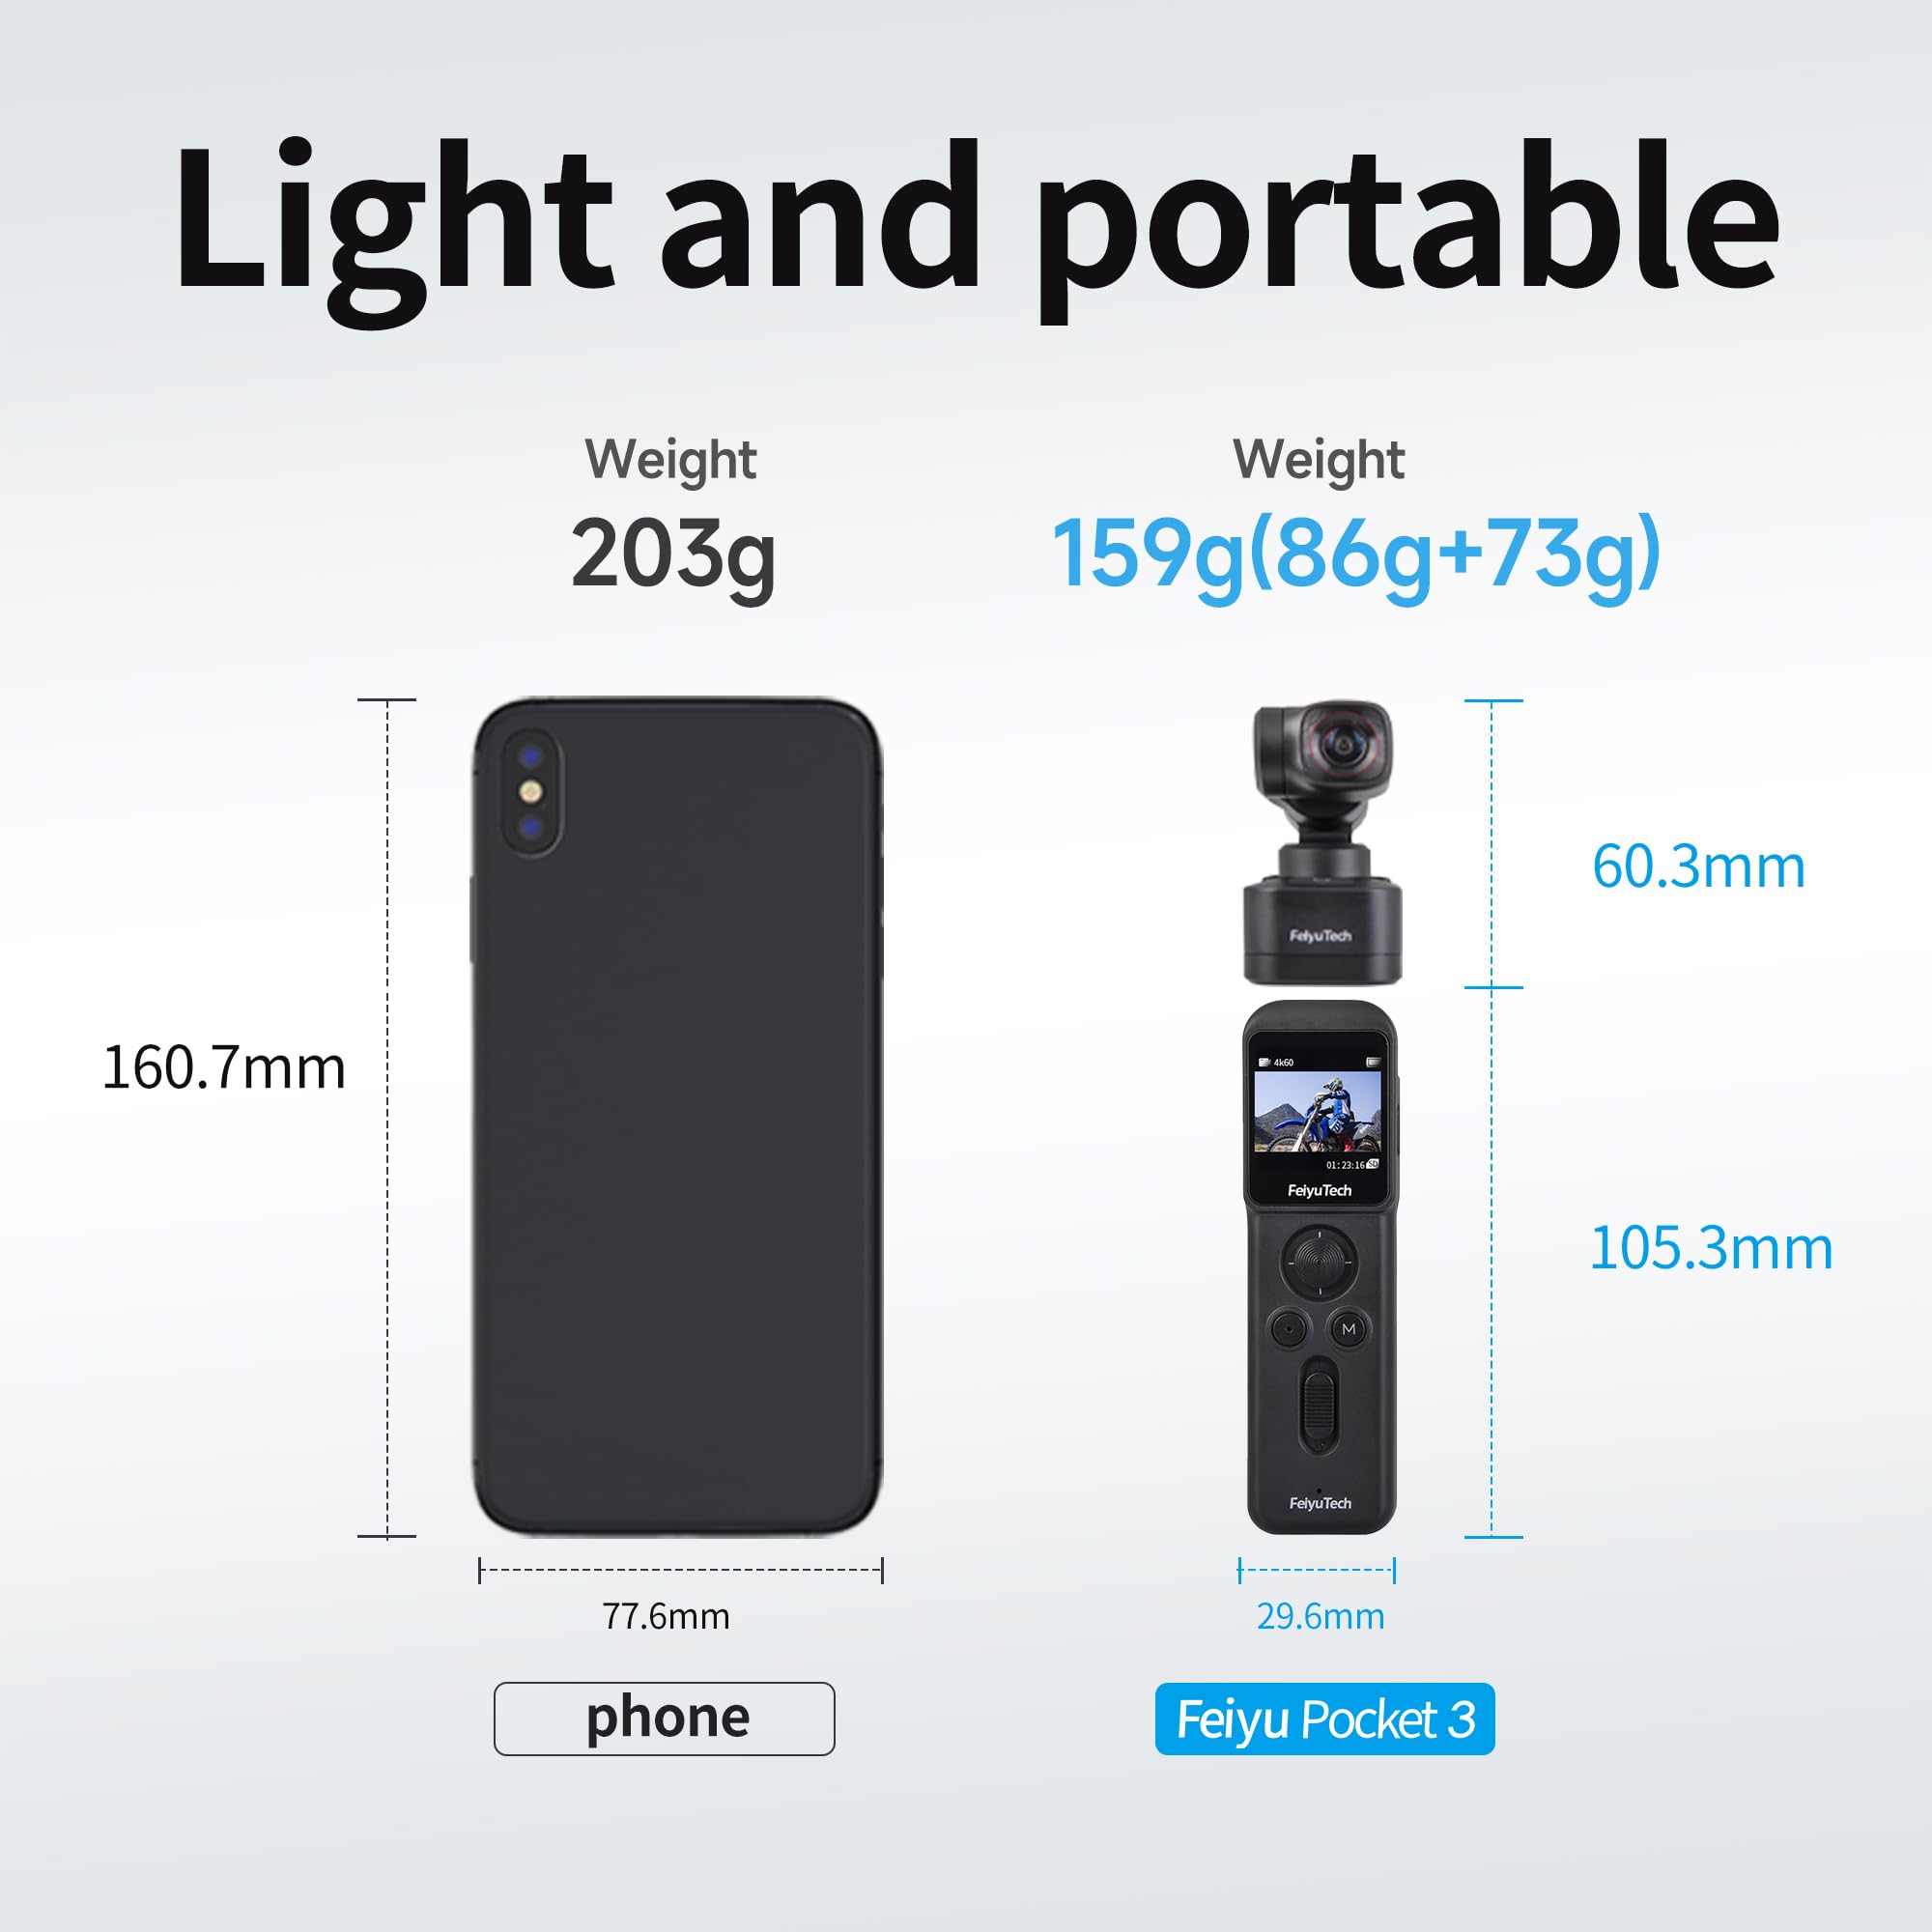 Light and portable
Weight
203g
Weight
159g(86g+73g)
60.3mm
FeiyuTech
160.7mm
4k60
01:23:16
FeiyuTech
105.3mm
M
FeiyuTech
77.6mm
29.6mm
phone
Feiyu Pocket 3